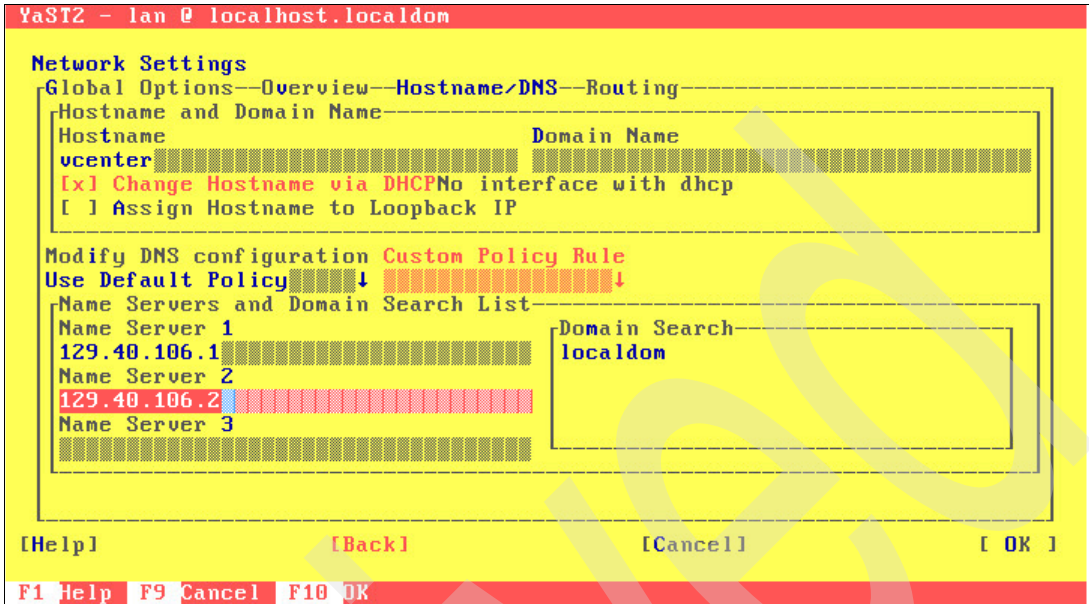 YaST2 - lan @ localhost.localdom
Network Settings
Global Options--Overview--Hostname/DNS--Routing
Hostname and Domain Name
Hostname Domain Name
vcenter
[x] Change Hostname via DHCPNo interface with dhcp
[ ] Assign Hostname to Loopback IP
Modify DNS configuration Custom Policy Rule
Use Default Policy↓ ↓
Name Servers and Domain Search List
Name Server 1 Domain Search
129.40.106.1 localdom
Name Server 2
129.40.106.2
Name Server 3
[Help] [Back] [Cancel] [ OK ]
F1 Help F9 Cancel F10 OK